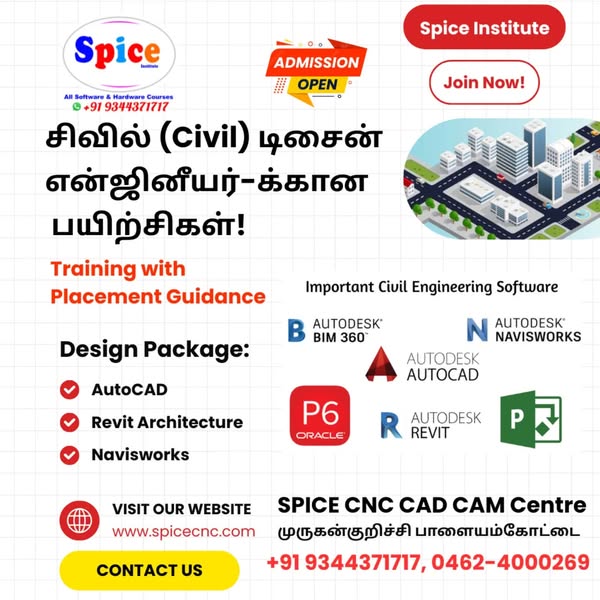 Spice
Institute
All Software & Hardware Courses
+91 9344371717
ADMISSION
OPEN
Spice Institute
Join Now!
சிவில் (Civil) டிசைன்
என்ஜினீயர்-க்கான
பயிற்சிகள்!
Training with
Placement Guidance
Design Package:
AutoCAD
Revit Architecture
Navisworks
Important Civil Engineering Software
B AUTODESK®
BIM 360™
N AUTODESK®
NAVISWORKS
A AUTODESK
AUTOCAD
P6
ORACLE
R AUTODESK
REVIT
P
VISIT OUR WEBSITE
www.spicecnc.com
CONTACT US
SPICE CNC CAD CAM Centre
முருகன்குறிச்சி பாளையம்கோட்டை
+91 9344371717, 0462-4000269